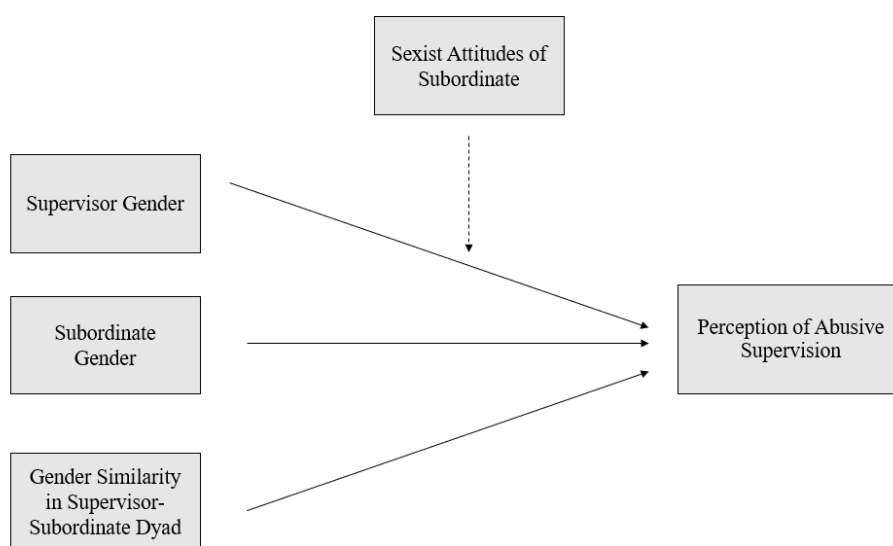 Sexist Attitudes of
Subordinate
Supervisor Gender
Subordinate
Gender
Perception of Abusive
Supervision
Gender Similarity
in Supervisor-
Subordinate Dyad